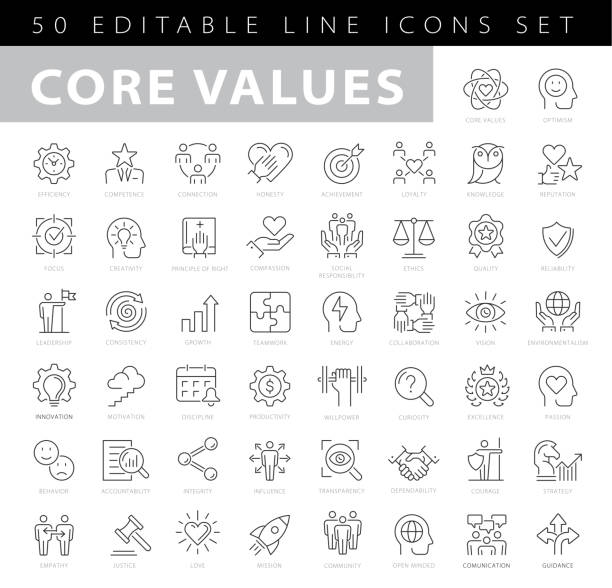 50 EDITABLE LINE ICONS SET
CORE VALUES
CORE VALUES OPTIMISM
EFFICIENCY COMPETENCE CONNECTION HONESTY ACHIEVEMENT LOYALTY KNOWLEDGE REPUTATION
FOCUS CREATIVITY PRINCIPLE OF RIGHT COMPASSION SOCIAL RESPONSIBILITY ETHICS QUALITY RELIABILITY
LEADERSHIP CONSISTENCY GROWTH TEAMWORK ENERGY COLLABORATION VISION ENVIRONMENTALISM
INNOVATION MOTIVATION DISCIPLINE PRODUCTIVITY WILLPOWER CURIOSITY EXCELLENCE PASSION
BEHAVIOR ACCOUNTABILITY INTEGRITY INFLUENCE TRANSPARENCY DEPENDABILITY COURAGE STRATEGY
EMPATHY JUSTICE LOVE MISSION COMMUNITY OPEN MINDED COMUNICATION GUIDANCE